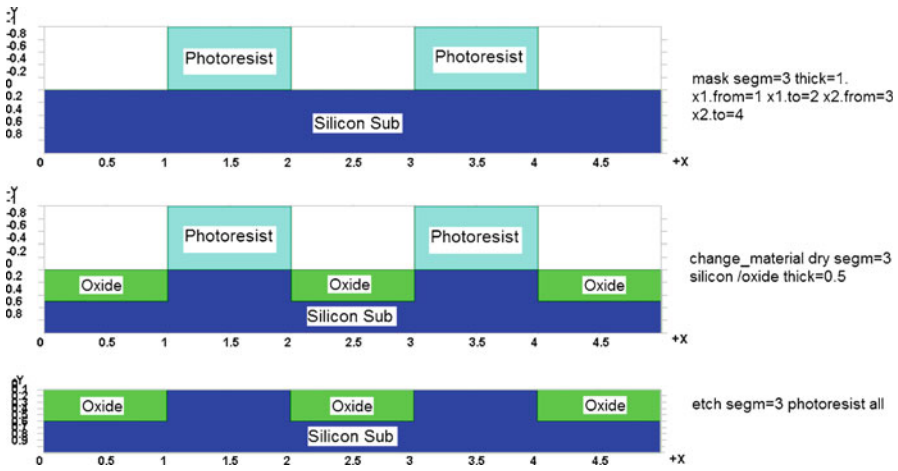 -Y
-0.8
-0.6
-0.4
-0.2
0
0.2
0.4
0.6
0.8
Photoresist
Photoresist
Silicon Sub
0 0.5 1 1.5 2 2.5 3 3.5 4 4.5 +X
mask segm=3 thick=1.
x1.from=1 x1.to=2 x2.from=3
x2.to=4
-Y
-0.8
-0.6
-0.4
-0.2
0
0.2
0.4
0.6
0.8
Photoresist
Photoresist
Oxide
Oxide
Oxide
Silicon Sub
0 0.5 1 1.5 2 2.5 3 3.5 4 4.5 +X
change_material dry segm=3
silicon /oxide thick=0.5
Oxide
Oxide
Oxide
Silicon Sub
0 0.5 1 1.5 2 2.5 3 3.5 4 4.5 +X
etch segm=3 photoresist all